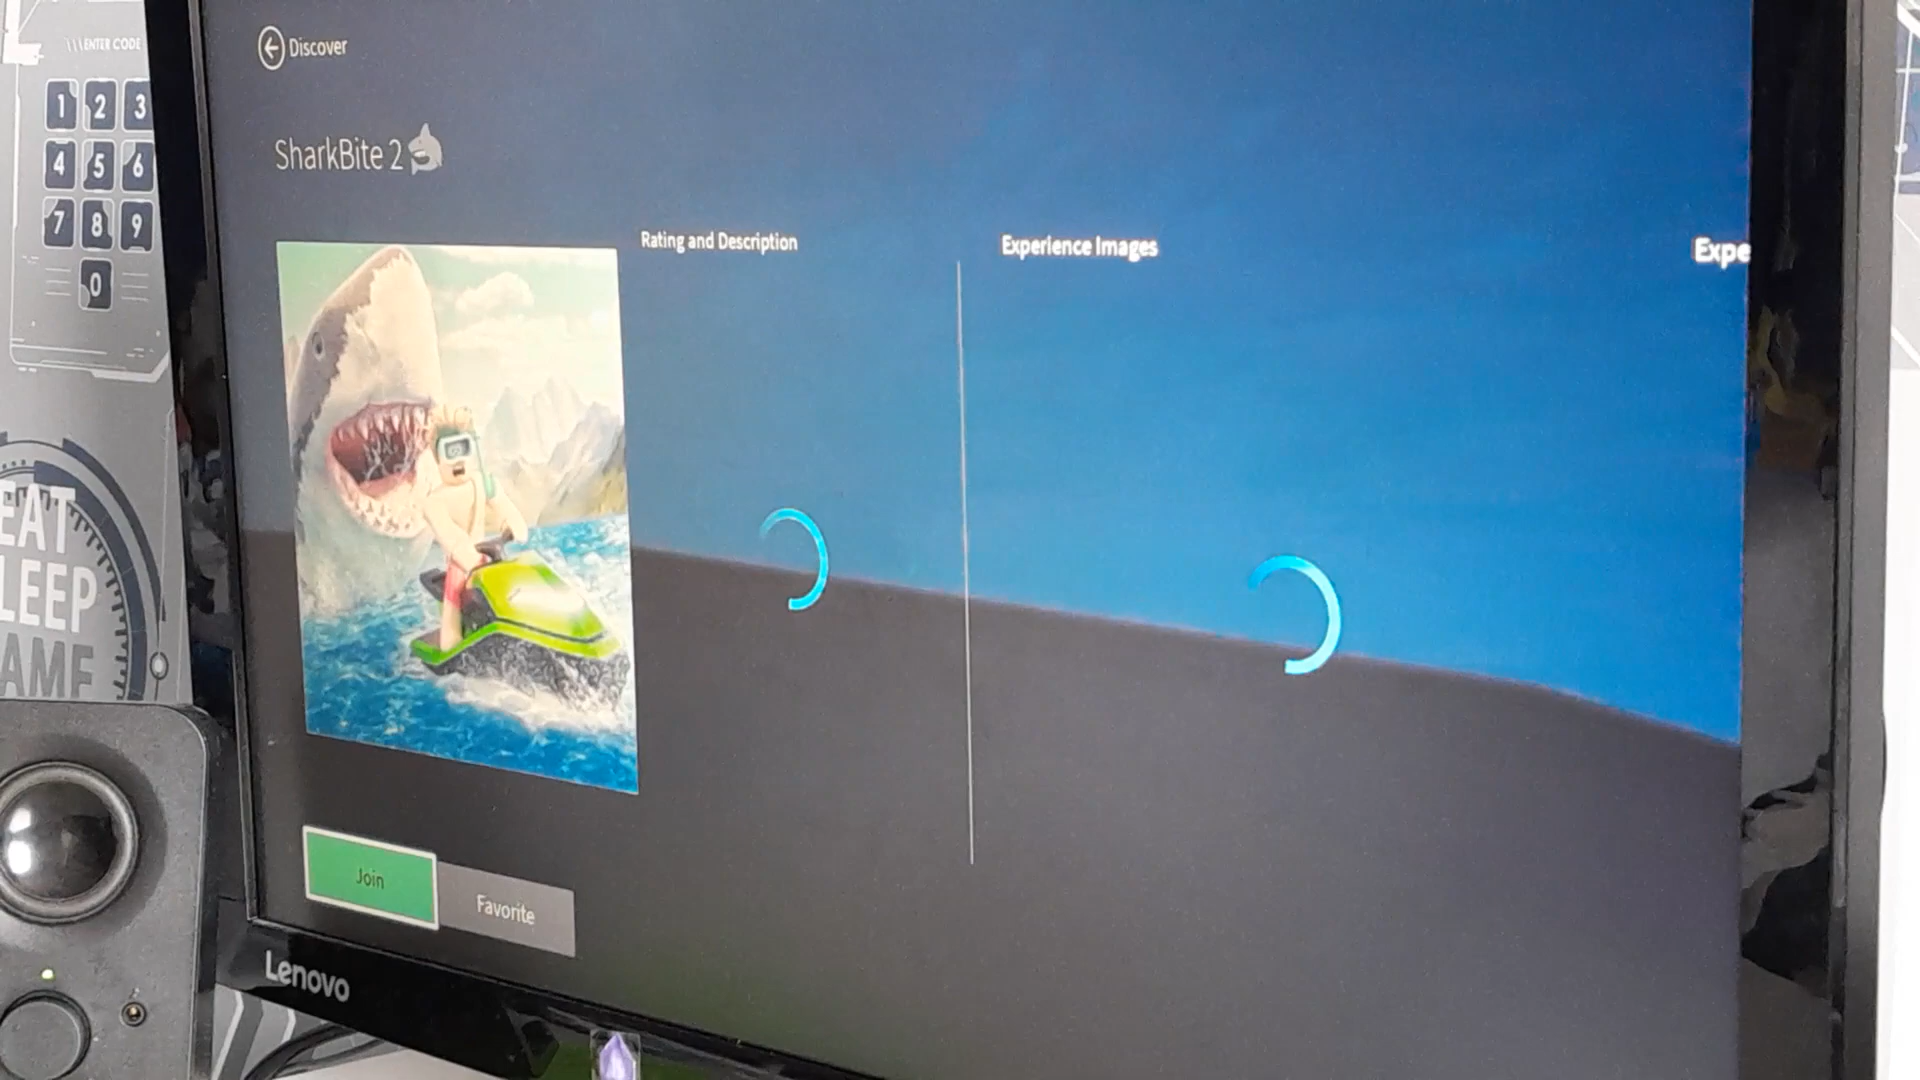 ENTER CODE
1 2 3
4 5 6
7 8 9
0
EAT
LEEP
AME
Discover
SharkBite 2
Rating and Description
Experience Images
Expe
Join
Favorite
Lenovo